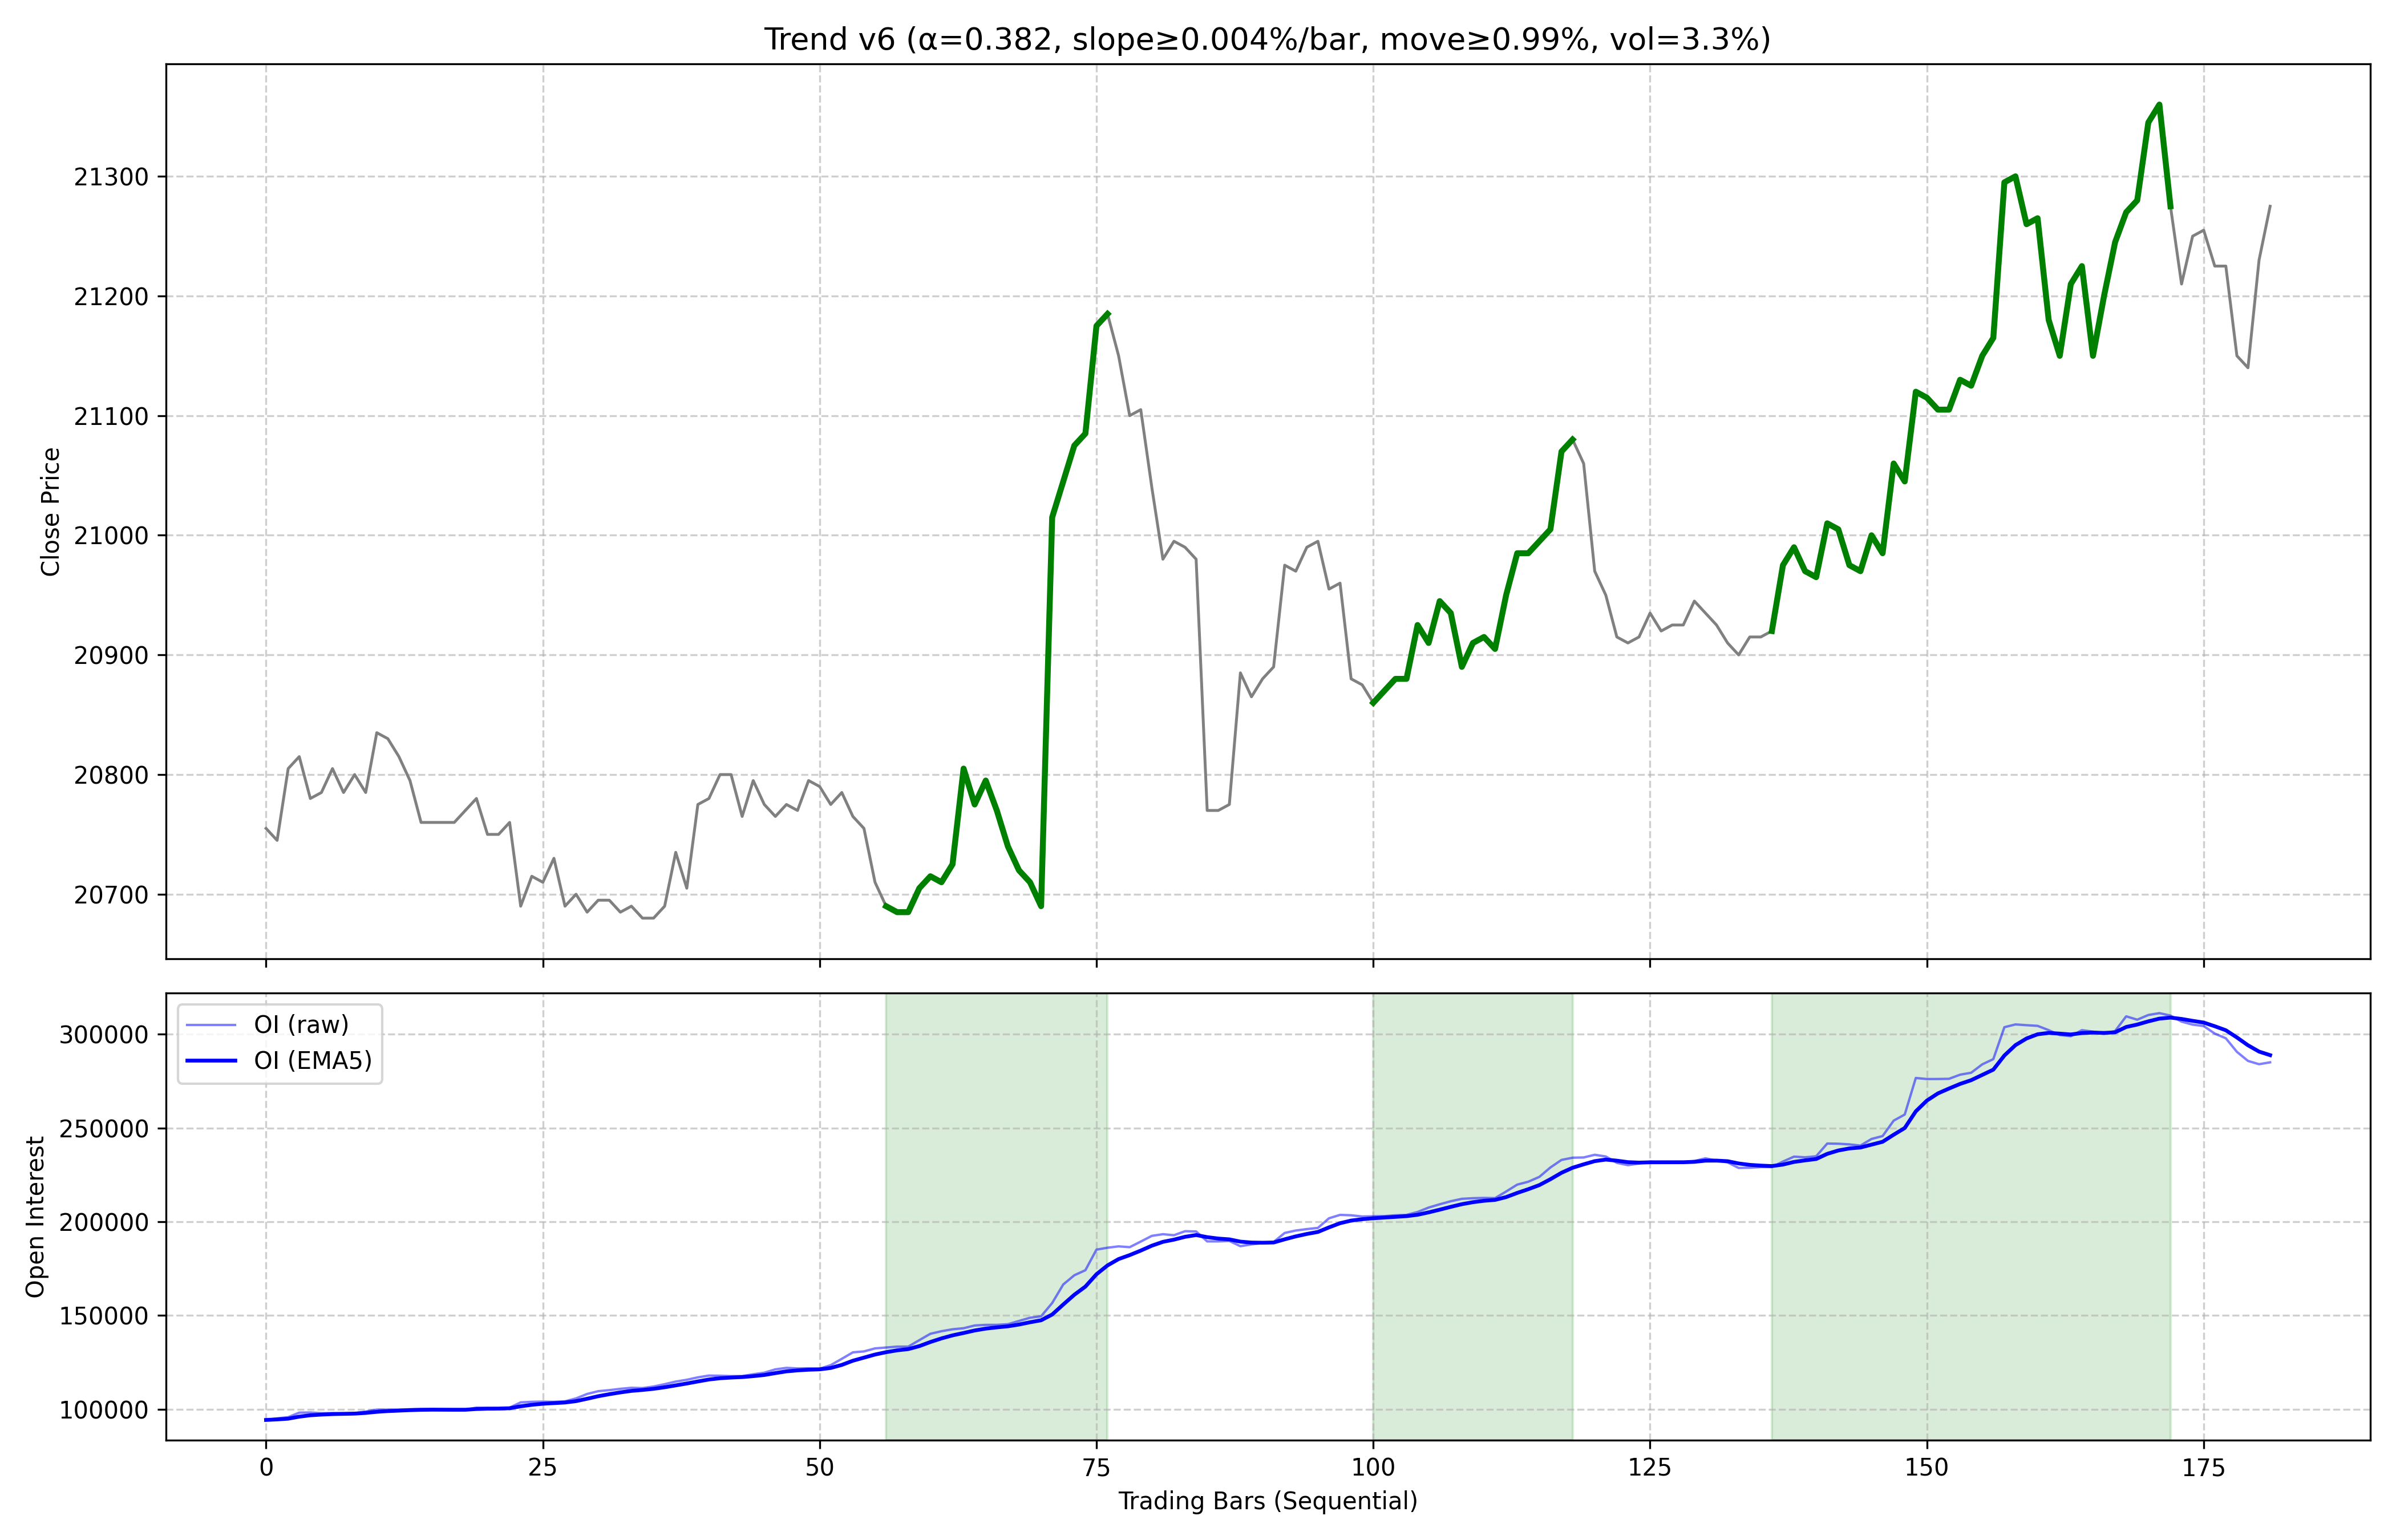 Trend v6 (α=0.382, slope≥0.004%/bar, move≥0.99%, vol=3.3%)
Close Price
21300
21200
21100
21000
20900
20800
20700
OI (raw)
OI (EMA5)
Open Interest
300000
250000
200000
150000
100000
0 25 50 75 100 125 150 175
Trading Bars (Sequential)